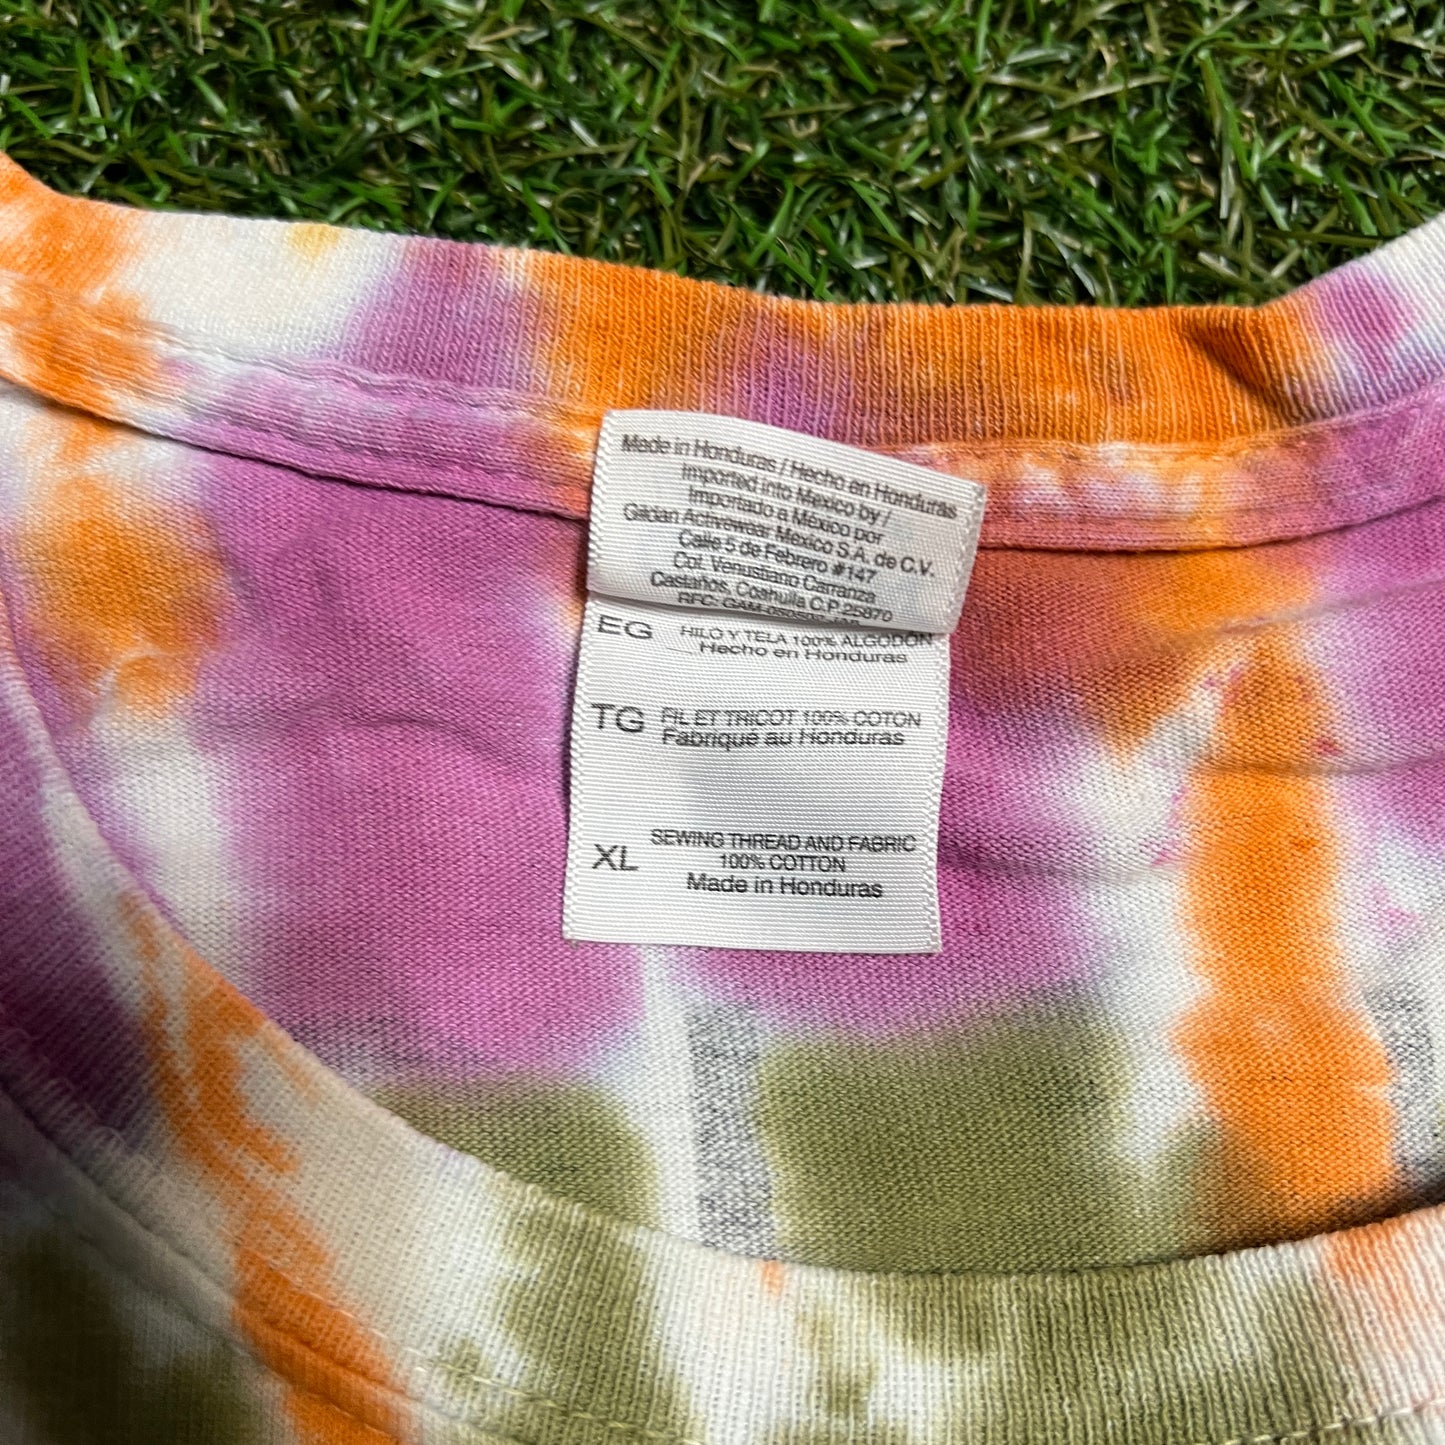 Made in Honduras / Hecho en Honduras
Imported into Mexico by /
Importado a México por
Gildan Activewear Mexico S.A. de C.V.
Calle 5 de Febrero #147
Col. Venustiano Carranza
Castaños, Coahuila C.P 25870
RFC:
EG HILO Y TELA 100% ALGODÓN
Hecho en Honduras
TG FIL ET TRICOT 100% COTON
Fabriqué au Honduras
XL SEWING THREAD AND FABRIC
100% COTTON
Made in Honduras